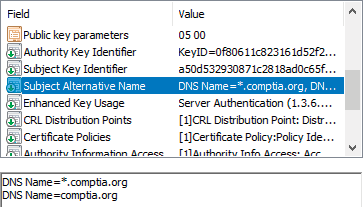 Field Value
Public key parameters 05 00
Authority Key Identifier KeyID=0f80611c823161d52f2...
Subject Key Identifier a50d532930871c2818ad0c65f...
Subject Alternative Name DNS Name=*.comptia.org, DN...
Enhanced Key Usage Server Authentication (1.3.6....
CRL Distribution Points [1]CRL Distribution Point: Distr...
Certificate Policies [1]Certificate Policy:Policy Ide...
Authority Information Access [1]Authority Info Access: Acc...
DNS Name=*.comptia.org
DNS Name=comptia.org